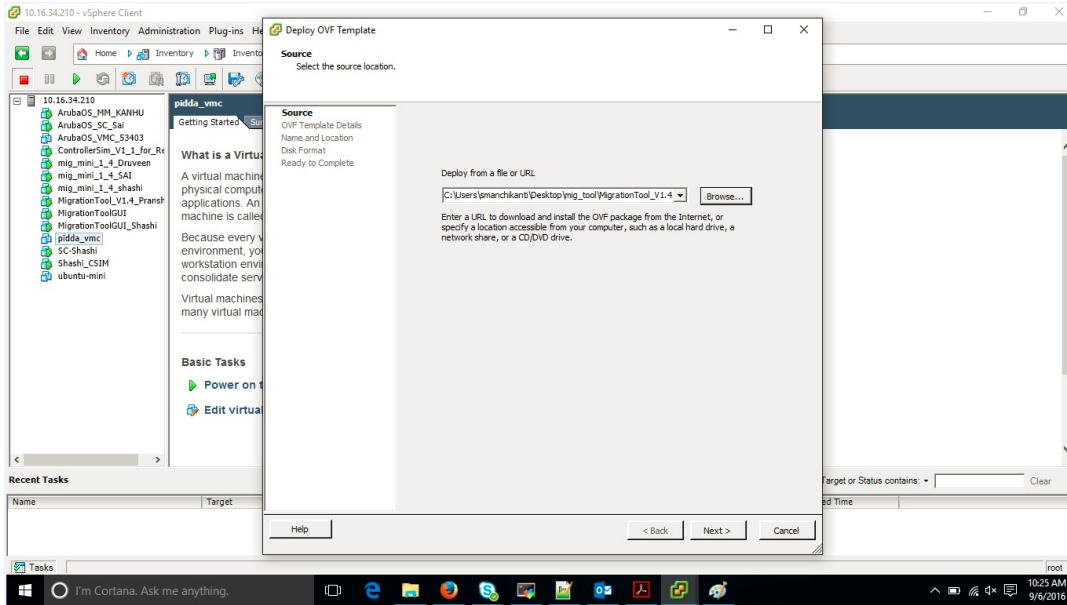 10.16.34.210 - vSphere Client
File Edit View Inventory Administration Plug-ins He
Home Inventory Invento
10.16.34.210
ArubaOS_MM_KANHU
ArubaOS_SC_Sai
ArubaOS_VMC_53403
ControllerSim_V1_1_for_Re
mig_mini_1_4_Druveen
mig_mini_1_4_SAI
mig_mini_1_4_shashi
MigrationTool_V1.4_Pransh
MigrationToolGUI
MigrationToolGUI_Shashi
pidda_vmc
SC-Shashi
Shashi_CSIM
ubuntu-mini
pidda_vmc
Getting Started Su
What is a Virtua
A virtual machine
physical compute
applications. An
machine is called
Because every v
environment, you
workstation envi
consolidate serv
Virtual machines
many virtual mac
Basic Tasks
Power on t
Edit virtual
Deploy OVF Template
Source
Select the source location.
Source
OVF Template Details
Name and Location
Disk Format
Ready to Complete
Deploy from a file or URL
C:\Users\smanchikanti\Desktop\mig_tool\MigrationTool_V1.4
Browse...
Enter a URL to download and install the OVF package from the Internet, or
specify a location accessible from your computer, such as a local hard drive, a
network share, or a CD/DVD drive.
Help
< Back
Next >
Cancel
Recent Tasks
Target or Status contains:
Clear
Name Target
ed Time
Tasks
root
I'm Cortana. Ask me anything.
10:25 AM
9/6/2016